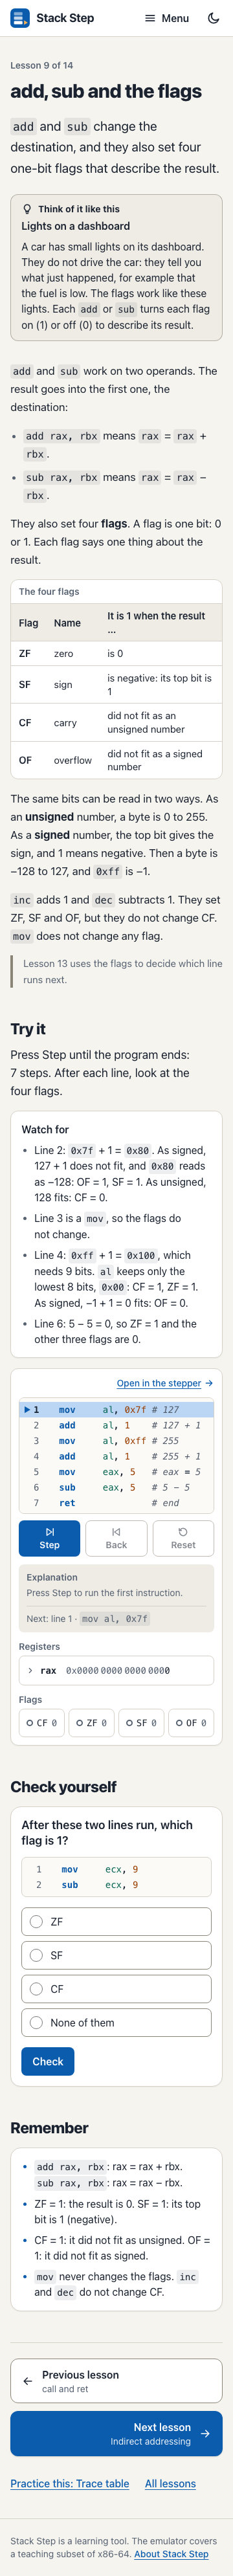 Stack Step
Menu
Lesson 9 of 14
add, sub and the flags
add and sub change the
destination, and they also set four
one-bit flags that describe the result.
Think of it like this
Lights on a dashboard
A car has small lights on its dashboard.
They do not drive the car: they tell you
what just happened, for example that
the fuel is low. The flags work like these
lights. Each add or sub turns each flag
on (1) or off (0) to describe its result.
add and sub work on two operands. The
result goes into the first one, the
destination:
• add rax, rbx means rax = rax +
rbx.
• sub rax, rbx means rax = rax −
rbx.
They also set four flags. A flag is one bit: 0
or 1. Each flag says one thing about the
result.
The four flags
Flag Name It is 1 when the result
...
ZF zero is 0
SF sign is negative: its top bit is
1
CF carry did not fit as an
unsigned number
OF overflow did not fit as a signed
number
The same bits can be read in two ways. As
an unsigned number, a byte is 0 to 255.
As a signed number, the top bit gives the
sign, and 1 means negative. Then a byte is
−128 to 127, and 0xff is −1.
inc adds 1 and dec subtracts 1. They set
ZF, SF and OF, but they do not change CF.
mov does not change any flag.
Lesson 13 uses the flags to decide which line
runs next.
Try it
Press Step until the program ends:
7 steps. After each line, look at the
four flags.
Watch for
• Line 2: 0x7f + 1 = 0x80. As signed,
127 + 1 does not fit, and 0x80 reads
as −128: OF = 1, SF = 1. As unsigned,
128 fits: CF = 0.
• Line 3 is a mov, so the flags do
not change.
• Line 4: 0xff + 1 = 0x100, which
needs 9 bits. al keeps only the
lowest 8 bits, 0x00: CF = 1, ZF = 1.
As signed, −1 + 1 = 0 fits: OF = 0.
• Line 6: 5 − 5 = 0, so ZF = 1 and the
other three flags are 0.
Open in the stepper →
1 mov al, 0x7f # 127
2 add al, 1 # 127 + 1
3 mov al, 0xff # 255
4 add al, 1 # 255 + 1
5 mov eax, 5 # eax = 5
6 sub eax, 5 # 5 - 5
7 ret # end
Step Back Reset
Explanation
Press Step to run the first instruction.
Next: line 1 · mov al, 0x7f
Registers
rax 0x0000 0000 0000 0000
Flags
CF 0 ZF 0 SF 0 OF 0
Check yourself
After these two lines run, which
flag is 1?
1 mov ecx, 9
2 sub ecx, 9
ZF
SF
CF
None of them
Check
Remember
• add rax, rbx: rax = rax + rbx.
sub rax, rbx: rax = rax − rbx.
• ZF = 1: the result is 0. SF = 1: its top
bit is 1 (negative).
• CF = 1: it did not fit as unsigned. OF =
1: it did not fit as signed.
• mov never changes the flags. inc
and dec do not change CF.
← Previous lesson
call and ret
Next lesson →
Indirect addressing
Practice this: Trace table All lessons
Stack Step is a learning tool. The emulator covers
a teaching subset of x86-64. About Stack Step